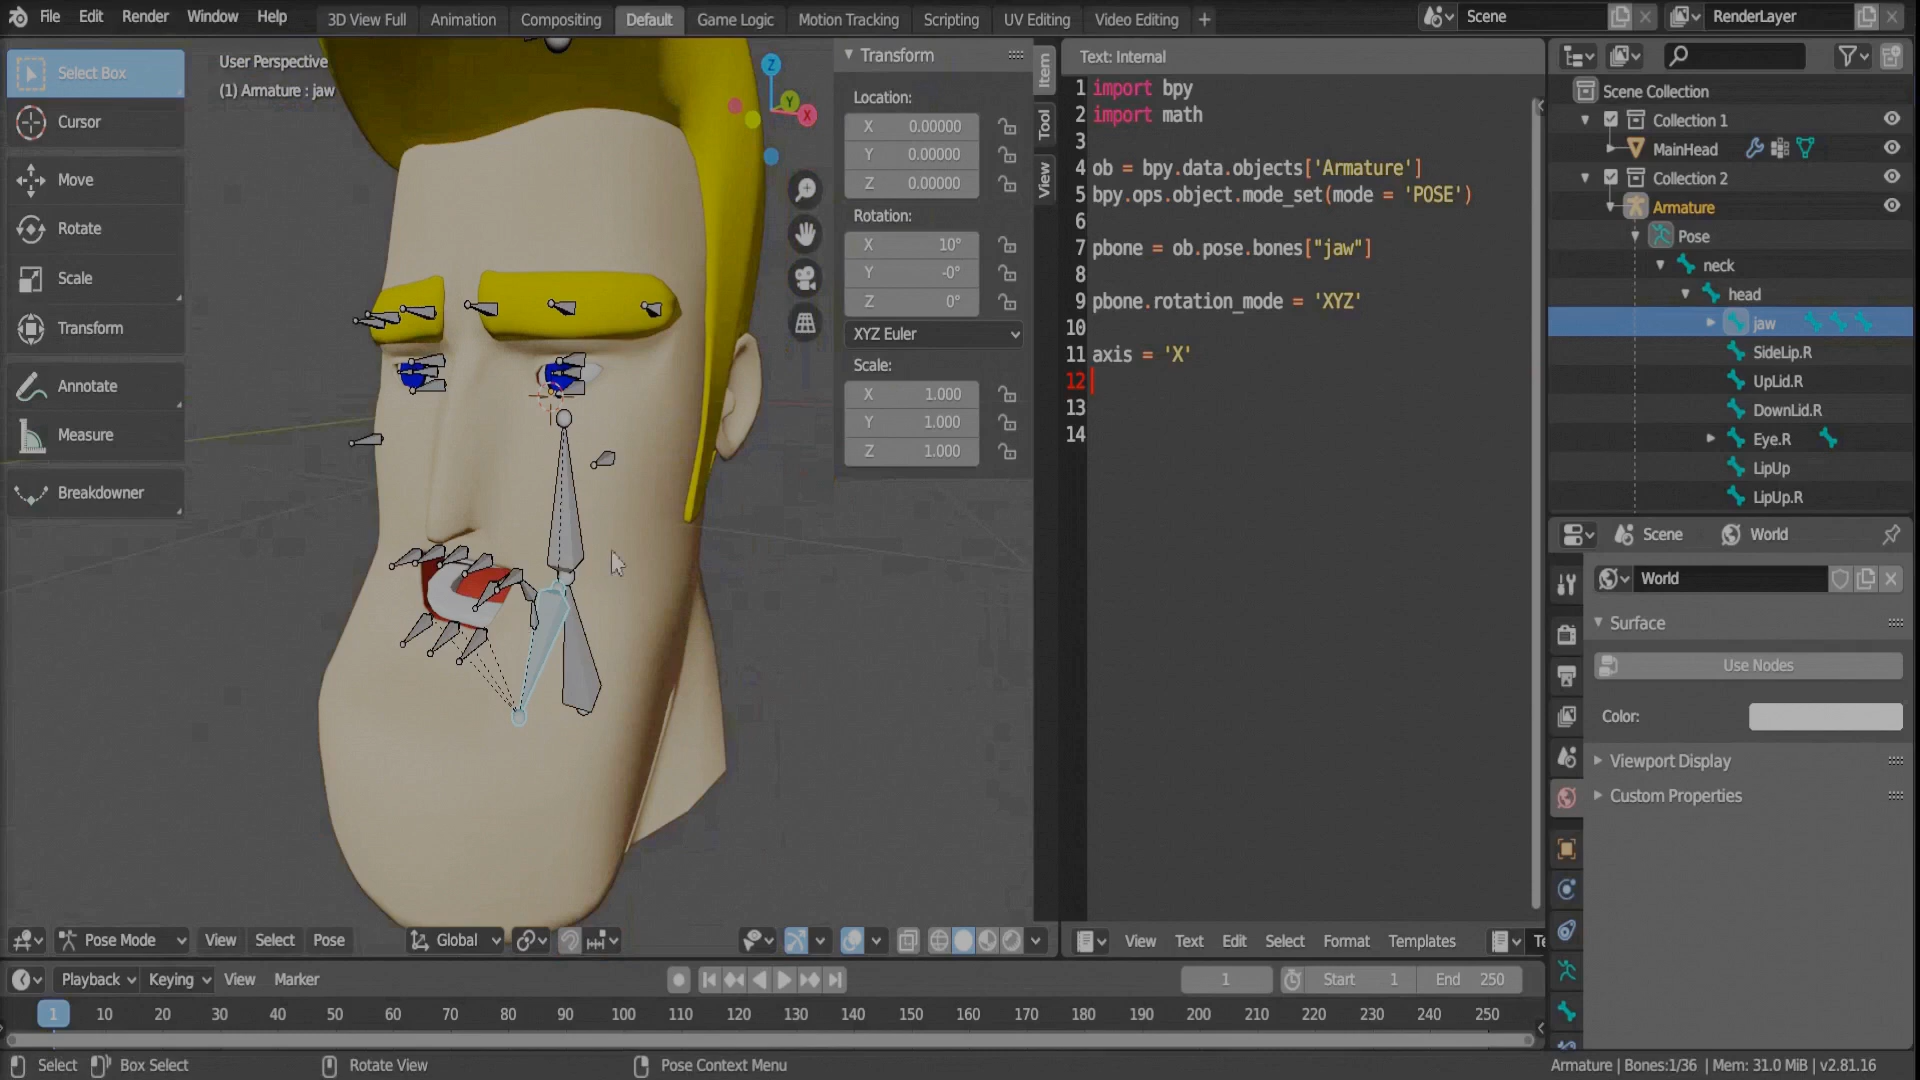 File Edit Render Window Help 3D View Full Animation Compositing Default Game Logic Motion Tracking Scripting UV Editing Video Editing + Scene RenderLayer
Select Box
Cursor
Move
Rotate
Scale
Transform
Annotate
Measure
Breakdowner
User Perspective
(1) Armature : jaw
Z
Y
X
Transform
Location:
X 0.00000
Y 0.00000
Z 0.00000
Rotation:
X 10°
Y -0°
Z 0°
XYZ Euler
Scale:
X 1.000
Y 1.000
Z 1.000
Item
Tool
View
Text: Internal
1 import bpy
2 import math
3
4 ob = bpy.data.objects['Armature']
5 bpy.ops.object.mode_set(mode = 'POSE')
6
7 pbone = ob.pose.bones["jaw"]
8
9 pbone.rotation_mode = 'XYZ'
10
11 axis = 'X'
12
13
14
Scene Collection
Collection 1
MainHead
Collection 2
Armature
Pose
neck
head
jaw
SideLip.R
UpLid.R
DownLid.R
Eye.R
LipUp
LipUp.R
Scene World
World
Surface
Use Nodes
Color:
Viewport Display
Custom Properties
Pose Mode View Select Pose Global
View Text Edit Select Format Templates Te
Playback Keying View Marker 1 Start 1 End 250
1 10 20 30 40 50 60 70 80 90 100 110 120 130 140 150 160 170 180 190 200 210 220 230 240 250
Select Box Select Rotate View Pose Context Menu Armature | Bones:1/36 | Mem: 31.0 MiB | v2.81.16